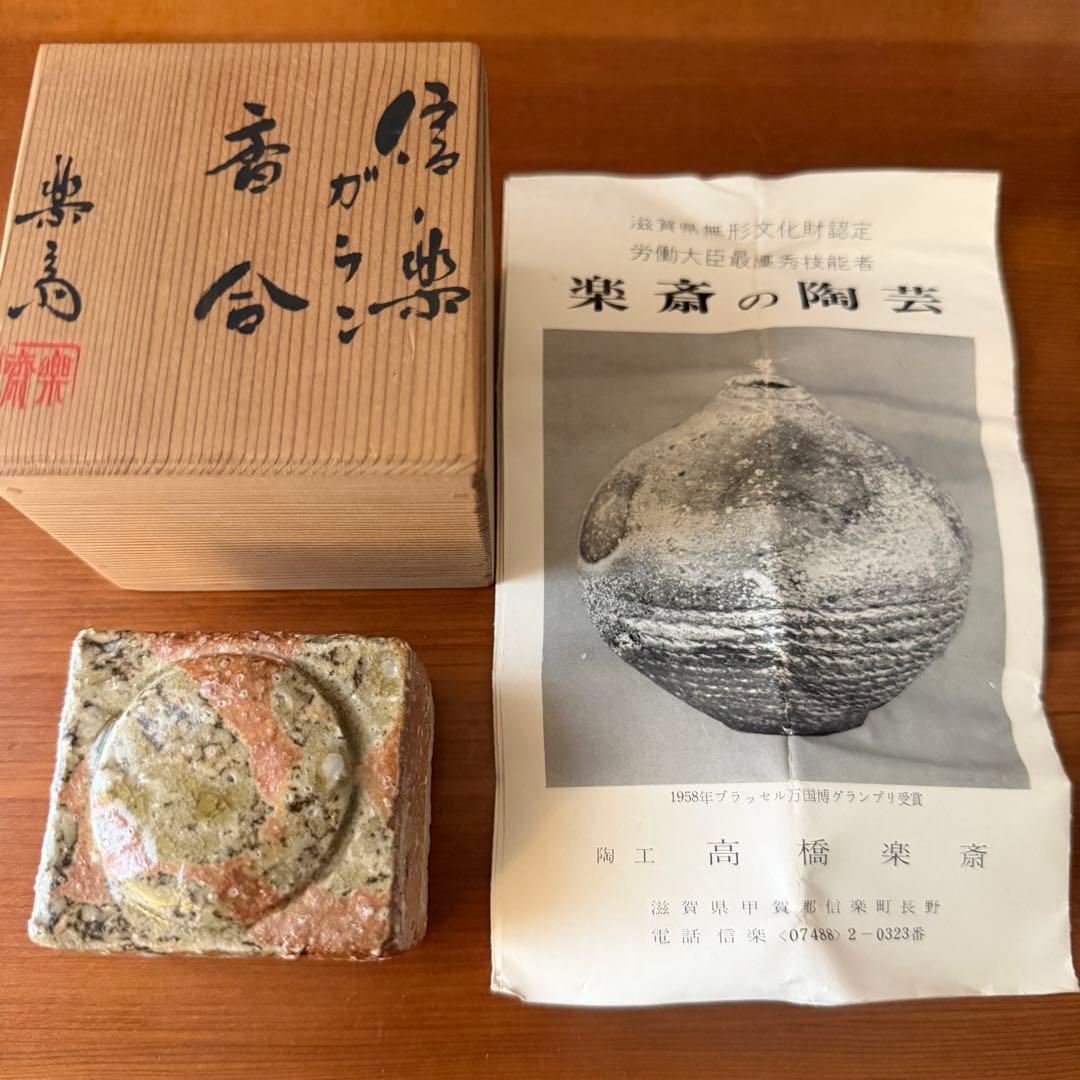 信楽
ガラン
香合
楽斎
樂齋
滋賀県無形文化財認定
労働大臣最優秀技能者
楽斎の陶芸
1958年ブラッセル万国博グランプリ受賞
陶工 高橋楽斎
滋賀県甲賀郡信楽町長野
電話 信楽〈07488〉2-0323番